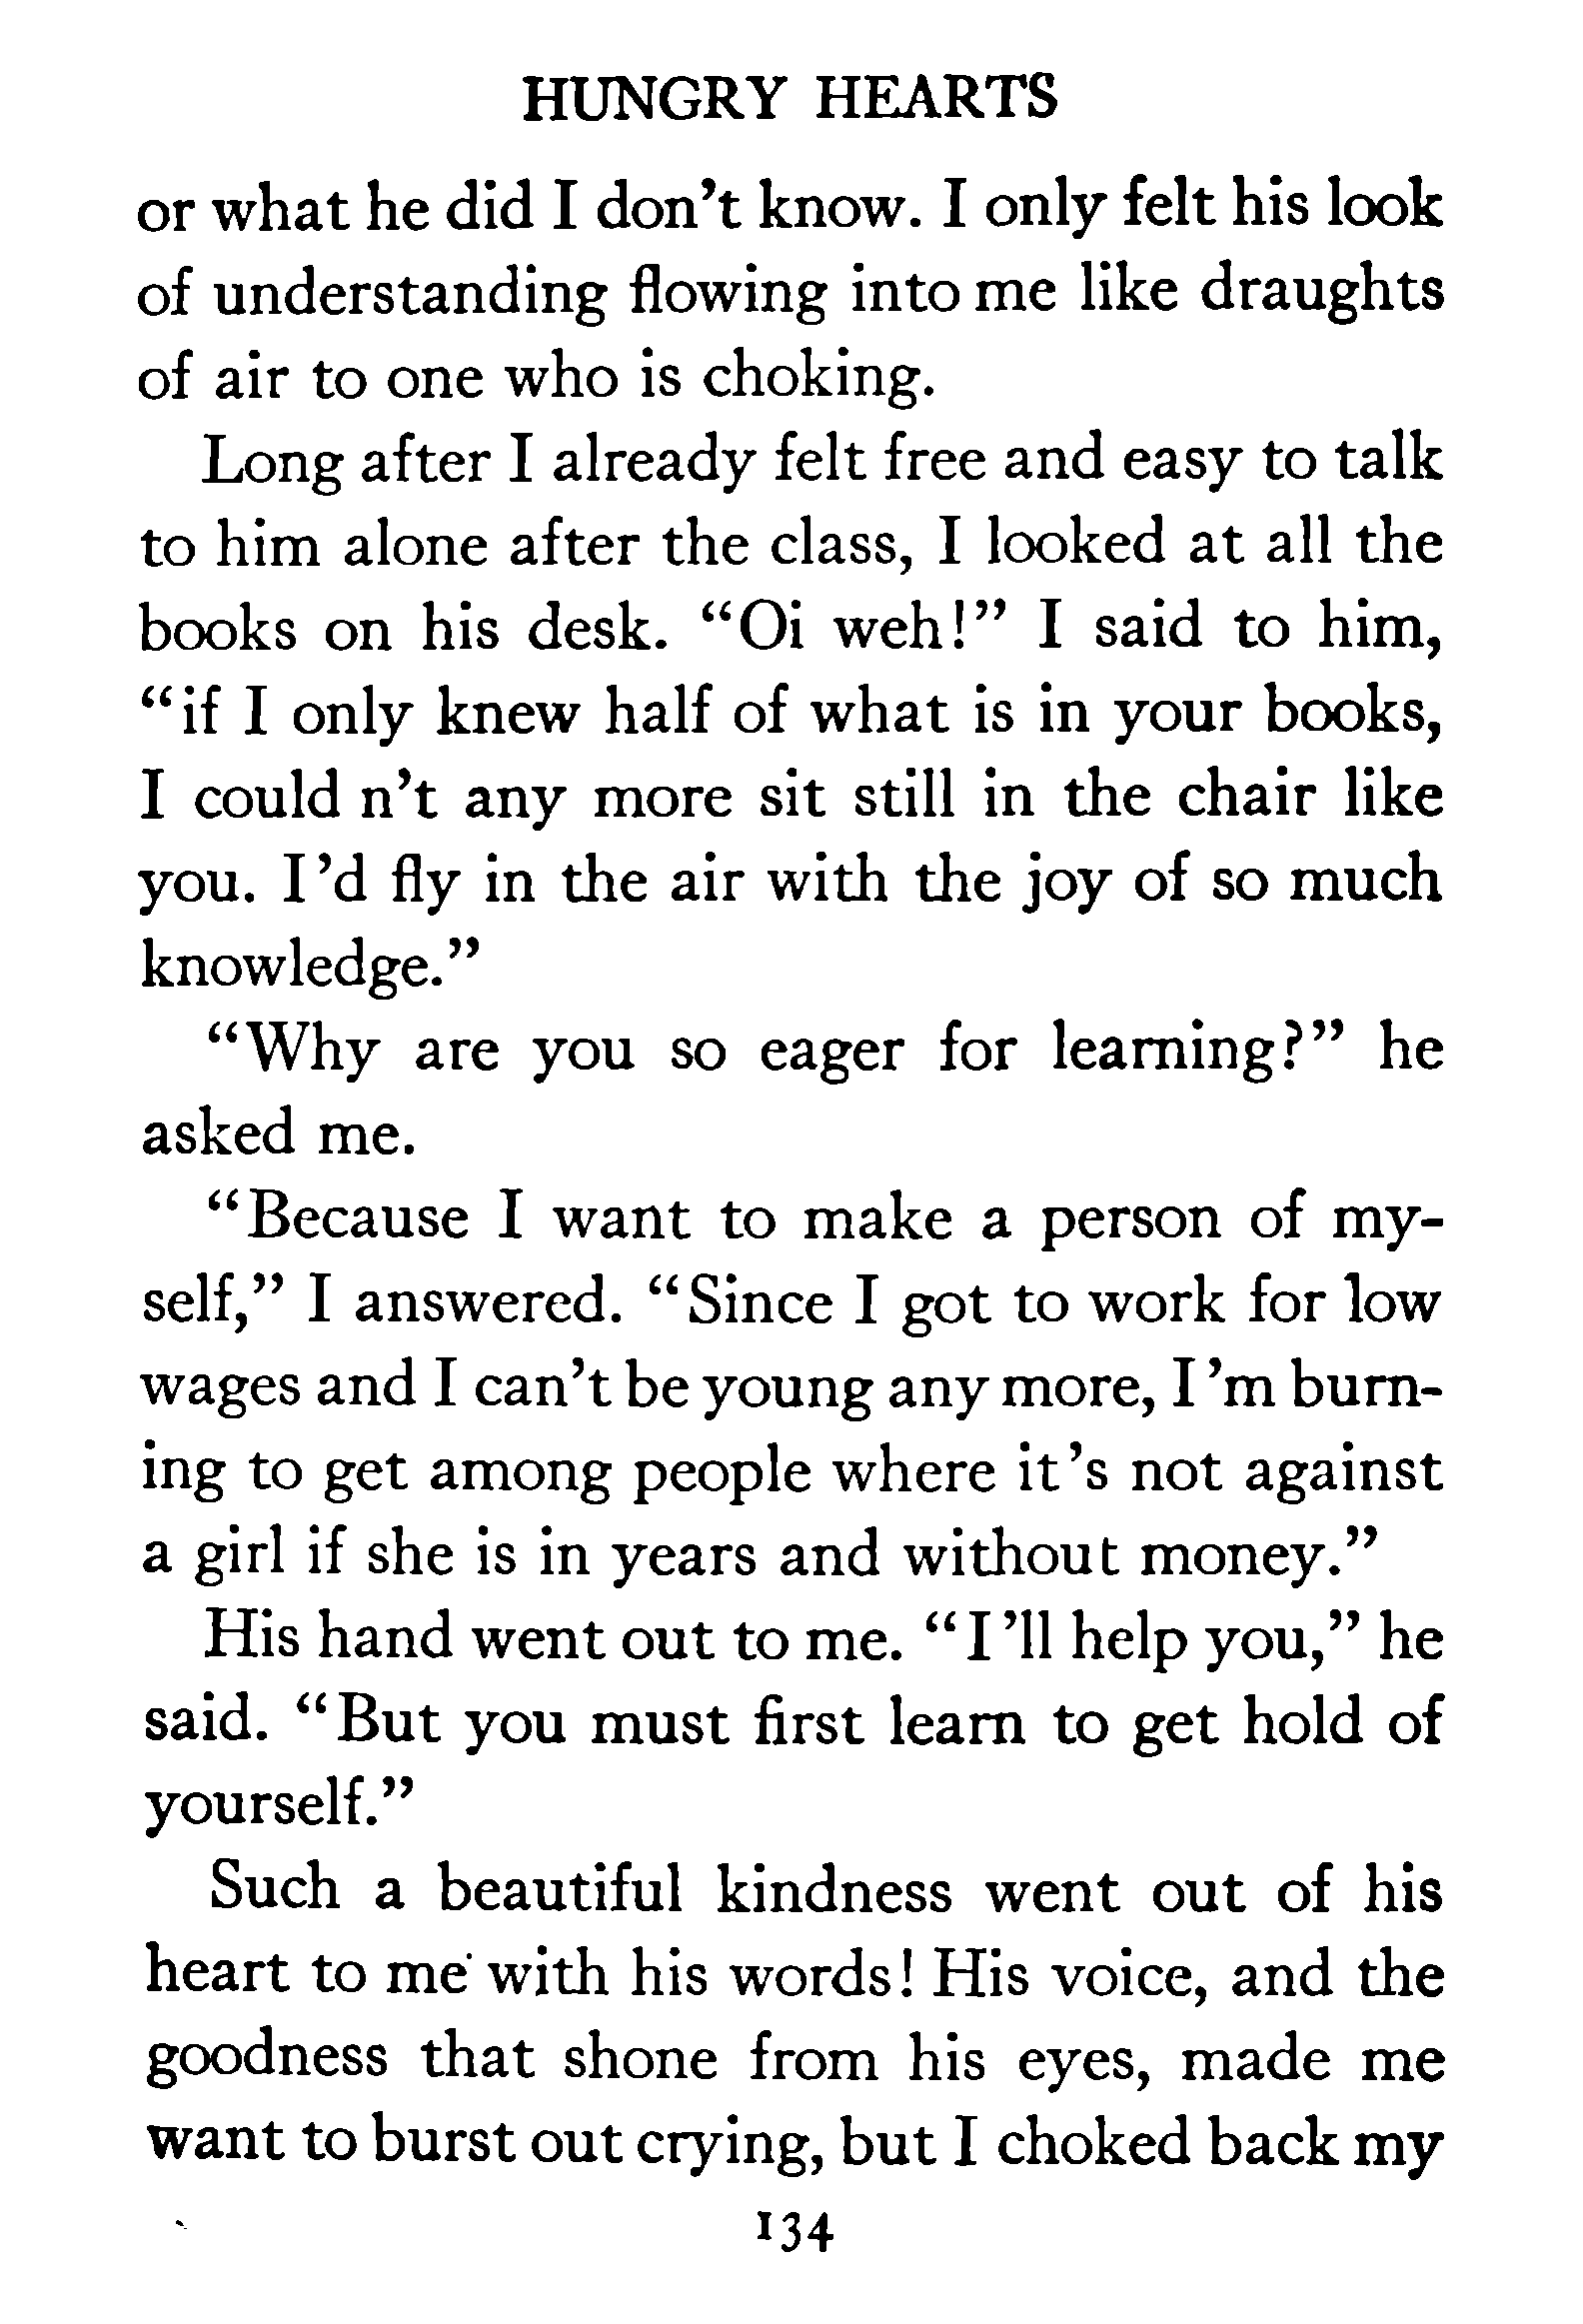 HUNGRY HEARTS
or what he did I don't know. I only felt his look
of understanding flowing into me like draughts
of air to one who is choking.
Long after I already felt free and easy to talk
to him alone after the class, I looked at all the
books on his desk. "Oi weh!" I said to him,
"if I only knew half of what is in your books,
I could n't any more sit still in the chair like
you. I 'd fly in the air with the joy of so much
knowledge."
"Why are you so eager for learning?" he
asked me.
"Because I want to make a person of my-
self," I answered. "Since I got to work for low
wages and I can't be young any more, I 'm burn-
ing to get among people where it 's not against
a girl if she is in years and without money."
His hand went out to me. "I 'll help you," he
said. "But you must first learn to get hold of
yourself."
Such a beautiful kindness went out of his
heart to me with his words! His voice, and the
goodness that shone from his eyes, made me
want to burst out crying, but I choked back my
134